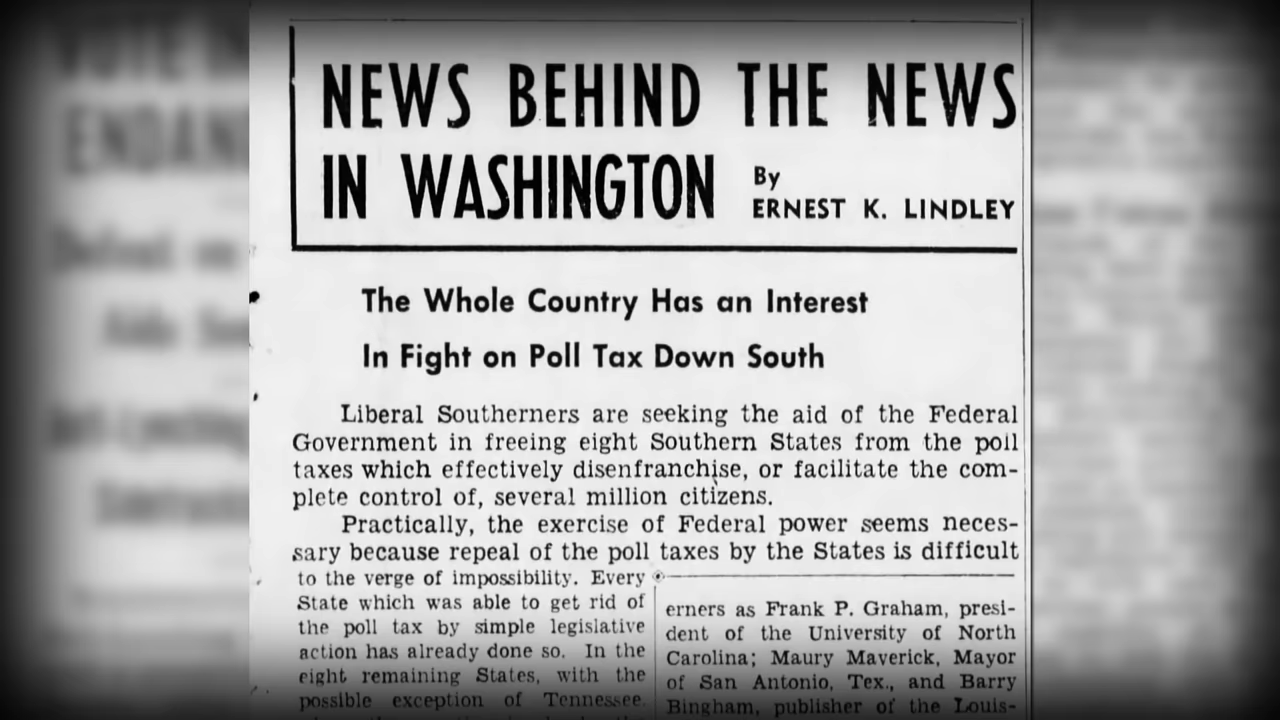 NEWS BEHIND THE NEWS
IN WASHINGTON
By
ERNEST K. LINDLEY
The Whole Country Has an Interest
In Fight on Poll Tax Down South
Liberal Southerners are seeking the aid of the Federal
Government in freeing eight Southern States from the poll
taxes which effectively disenfranchise, or facilitate the com-
plete control of, several million citizens.
Practically, the exercise of Federal power seems neces-
sary because repeal of the poll taxes by the States is difficult
to the verge of impossibility. Every
State which was able to get rid of
the poll tax by simple legislative
action has already done so. In the
eight remaining States, with the
possible exception of Tennessee,
erners as Frank P. Graham, presi-
dent of the University of North
Carolina; Maury Maverick, Mayor
of San Antonio, Tex., and Barry
Bingham, publisher of the Louis-